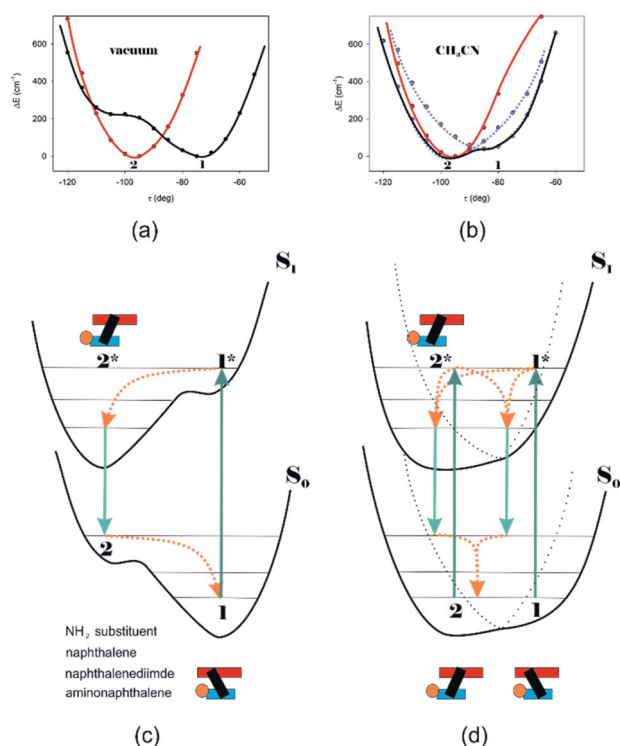 vacuum
ΔE (cm⁻¹)
600
400
200
0
2
1
-120
-100
-80
-60
τ (deg)
(a)
CH₃CN
ΔE (cm⁻¹)
600
400
200
0
2
1
-120
-100
-80
-60
τ (deg)
(b)
S₁
2*
1*
S₀
2
1
NH₂ substituent
naphthalene
naphthalenediimde
aminonaphthalene
(c)
S₁
2*
1*
S₀
2
1
(d)